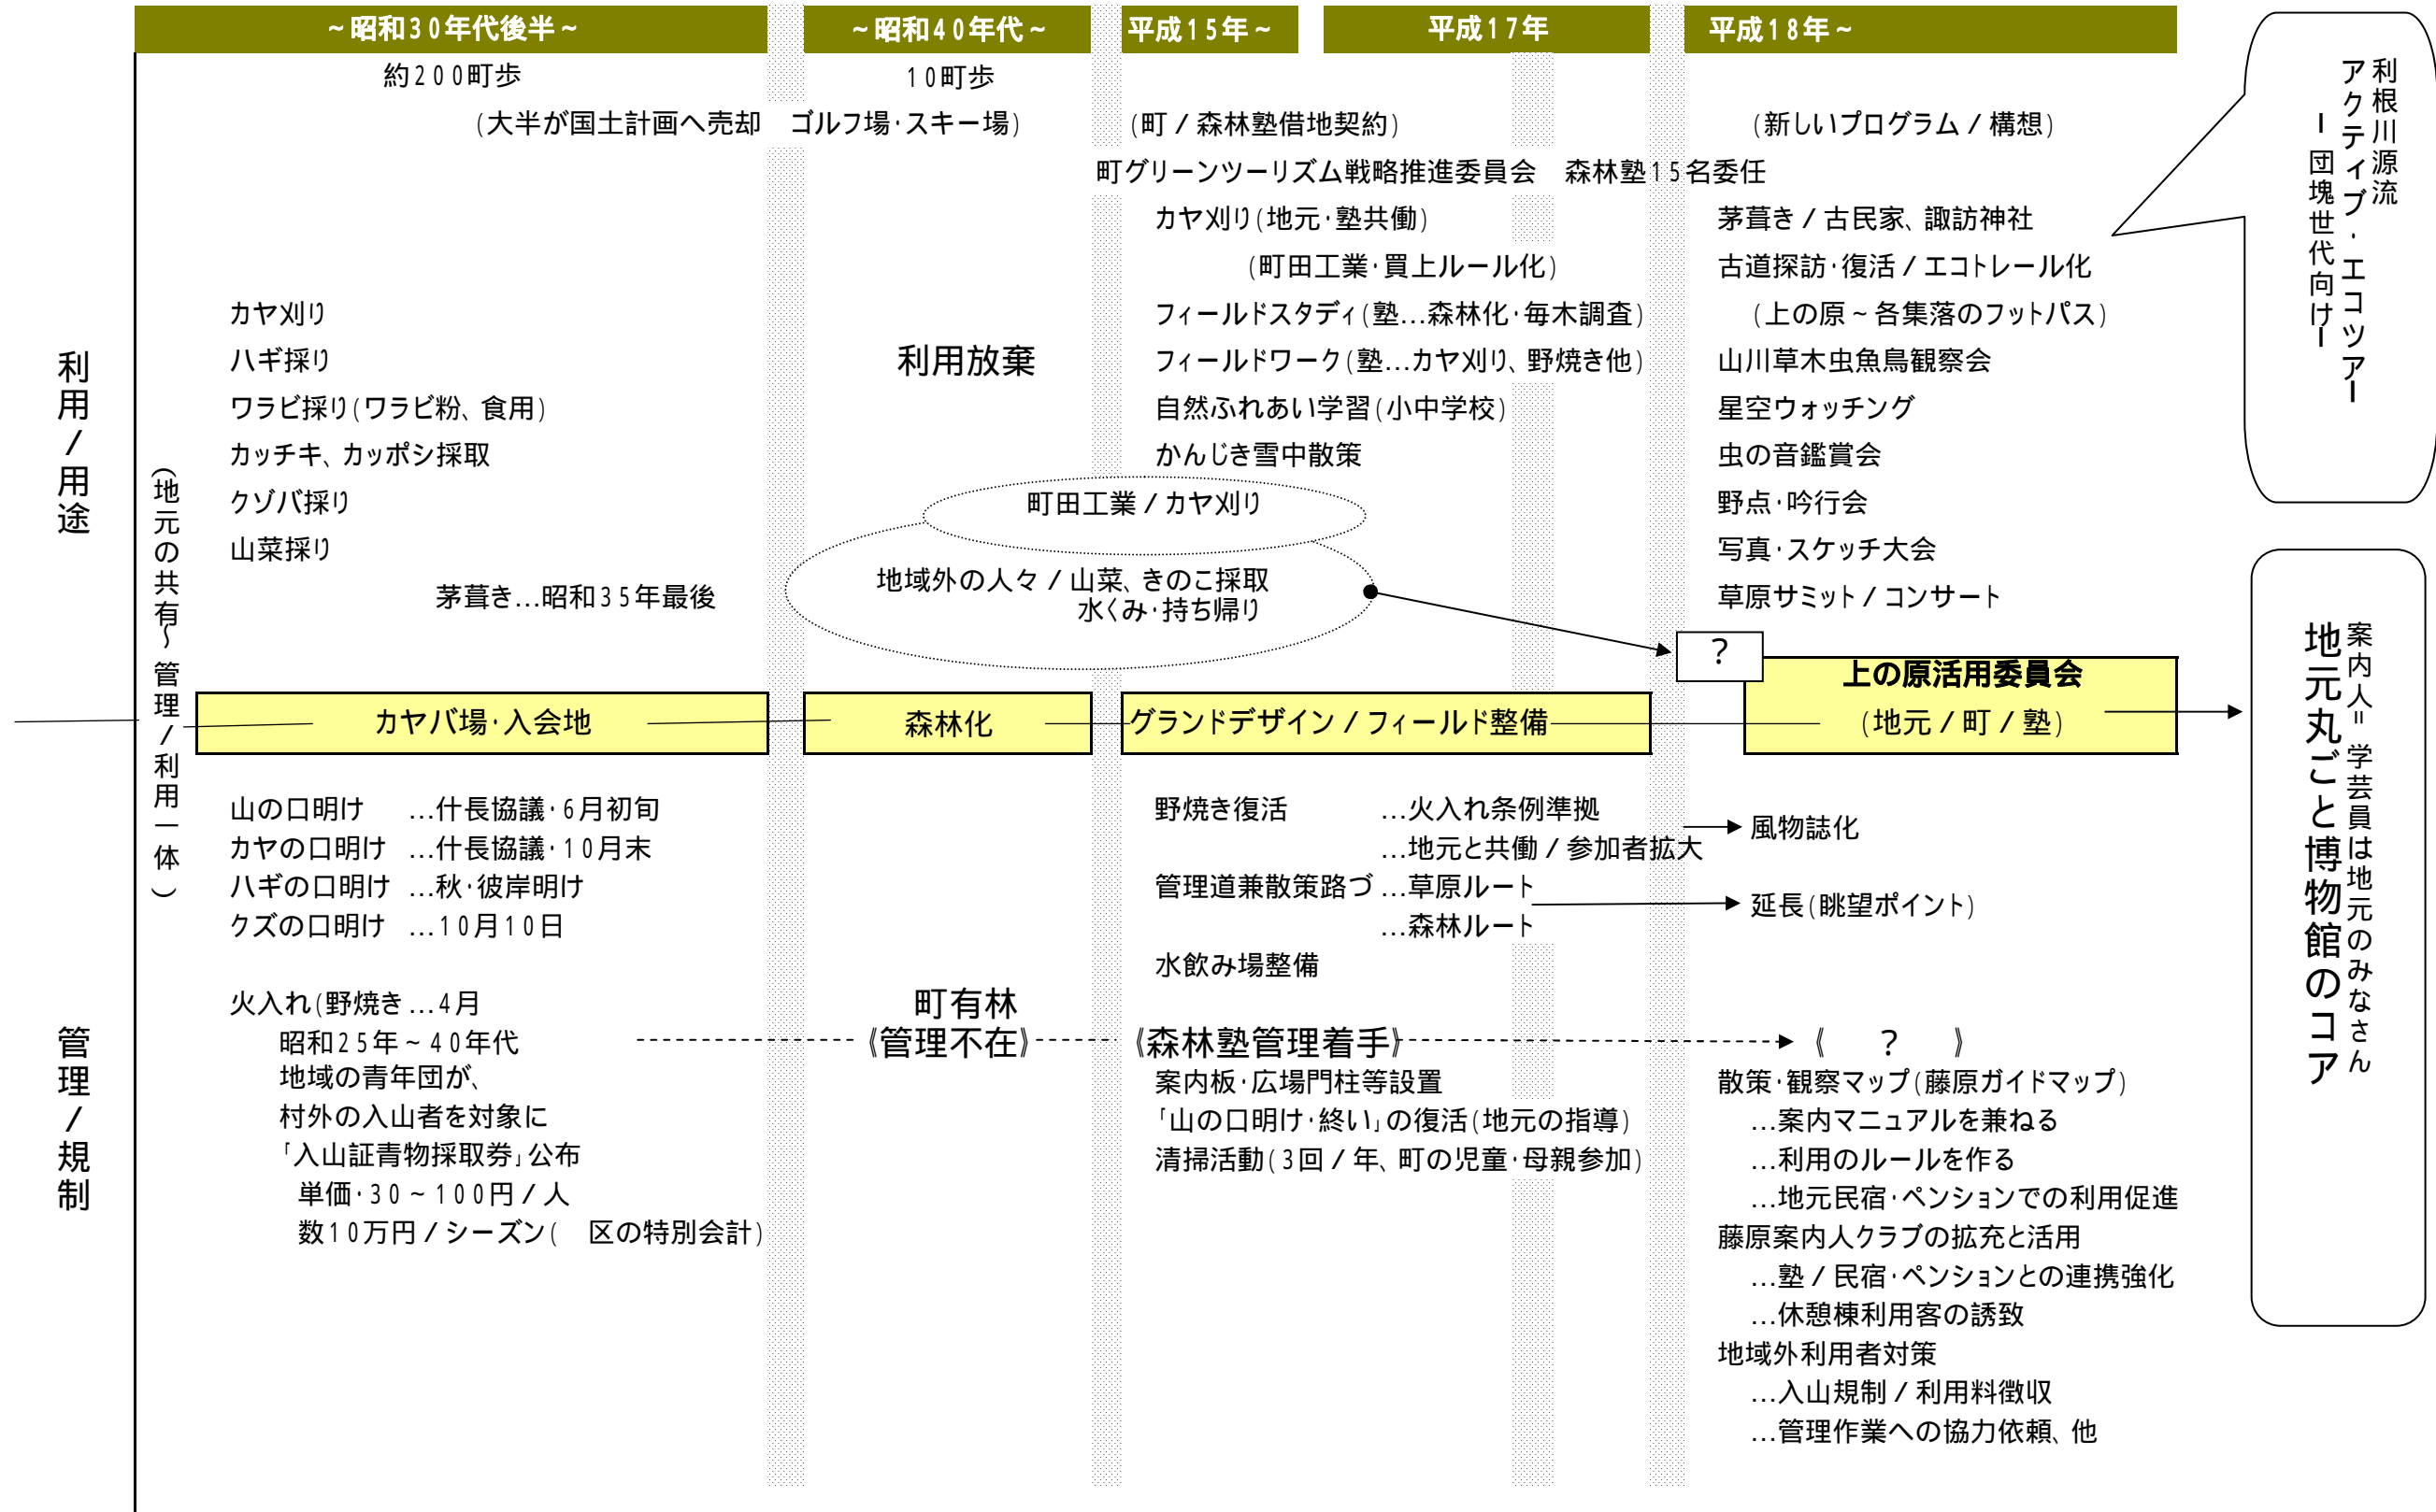 ~昭和30年代後半~
~昭和40年代~
平成15年~
平成17年
平成18年~
約200町歩
10町歩
(大半が国土計画へ売却　ゴルフ場・スキー場)
(町/森林塾借地契約)
(新しいプログラム/構想)
町グリーンツーリズム戦略推進委員会　森林塾15名委任
利用/用途
(地元の共有~管理/利用一体)
カヤ刈り
ハギ採り
ワラビ採り(ワラビ粉、食用)
カッチキ、カッポシ採取
クゾバ採り
山菜採り
茅葺き…昭和35年最後
利用放棄
カヤ刈り(地元・塾共働)
(町田工業・買上ルール化)
フィールドスタディ(塾…森林化・毎木調査)
フィールドワーク(塾…カヤ刈り、野焼き他)
自然ふれあい学習(小中学校)
かんじき雪中散策
町田工業/カヤ刈り
地域外の人々/山菜、きのこ採取
水くみ・持ち帰り
茅葺き/古民家、諏訪神社
古道探訪・復活/エコトレール化
(上の原~各集落のフットパス)
山川草木虫魚鳥観察会
星空ウォッチング
虫の音鑑賞会
野点・吟行会
写真・スケッチ大会
草原サミット/コンサート
?
利根川源流
アクティブ・エコツアー
ー団塊世代向けー
カヤバ場・入会地
森林化
グランドデザイン/フィールド整備
上の原活用委員会
(地元/町/塾)
案内人=学芸員は地元のみなさん
地元丸ごと博物館のコア
管理/規制
山の口明け　…什長協議・6月初旬
カヤの口明け　…什長協議・10月末
ハギの口明け　…秋・彼岸明け
クズの口明け　…10月10日
火入れ(野焼き…4月
昭和25年~40年代
地域の青年団が、
村外の入山者を対象に
「入山証青物採取券」公布
単価・30~100円/人
数10万円/シーズン(　区の特別会計)
町有林
《管理不在》
野焼き復活　…火入れ条例準拠
…地元と共働/参加者拡大
管理道兼散策路づ…草原ルート
…森林ルート
水飲み場整備
《森林塾管理着手》
案内板・広場門柱等設置
「山の口明け・終い」の復活(地元の指導)
清掃活動(3回/年、町の児童・母親参加)
風物誌化
延長(眺望ポイント)
《　?　》
散策・観察マップ(藤原ガイドマップ)
…案内マニュアルを兼ねる
…利用のルールを作る
…地元民宿・ペンションでの利用促進
藤原案内人クラブの拡充と活用
…塾/民宿・ペンションとの連携強化
…休憩棟利用客の誘致
地域外利用者対策
…入山規制/利用料徴収
…管理作業への協力依頼、他